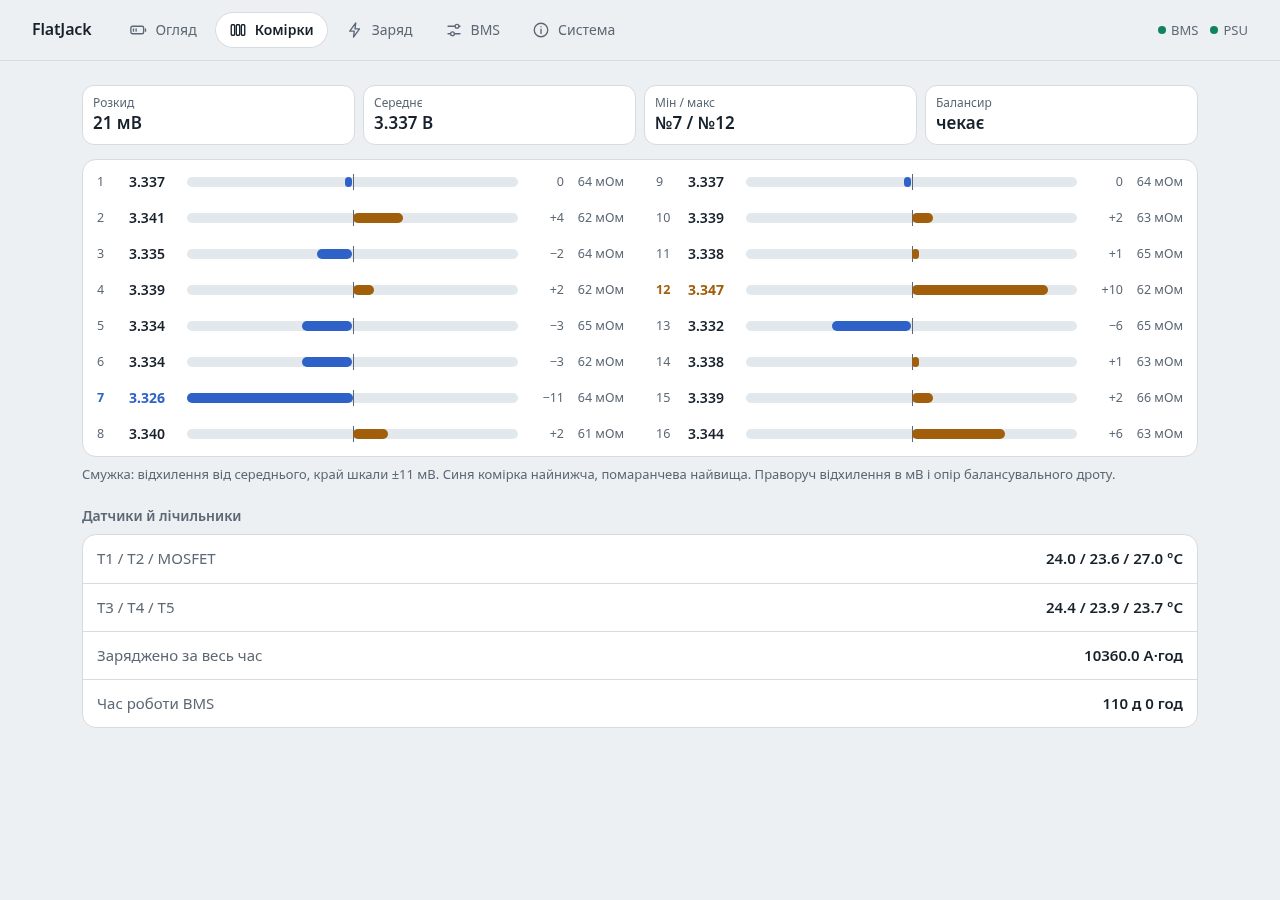 FlatJack Огляд Комірки Заряд BMS Система BMS PSU
Розкид Середнє Мін / макс Балансир
21 мВ 3.337 В №7 / №12 чекає
1 3.337 0 64 мОм 9 3.337 0 64 мОм
2 3.341 +4 62 мОм 10 3.339 +2 63 мОм
3 3.335 −2 64 мОм 11 3.338 +1 65 мОм
4 3.339 +2 62 мОм 12 3.347 +10 62 мОм
5 3.334 −3 65 мОм 13 3.332 −6 65 мОм
6 3.334 −3 62 мОм 14 3.338 +1 63 мОм
7 3.326 −11 64 мОм 15 3.339 +2 66 мОм
8 3.340 +2 61 мОм 16 3.344 +6 63 мОм
Смужка: відхилення від середнього, край шкали ±11 мВ. Синя комірка найнижча, помаранчева найвища. Праворуч відхилення в мВ і опір балансувального дроту.
Датчики й лічильники
T1 / T2 / MOSFET 24.0 / 23.6 / 27.0 °C
T3 / T4 / T5 24.4 / 23.9 / 23.7 °C
Заряджено за весь час 10360.0 А·год
Час роботи BMS 110 д 0 год